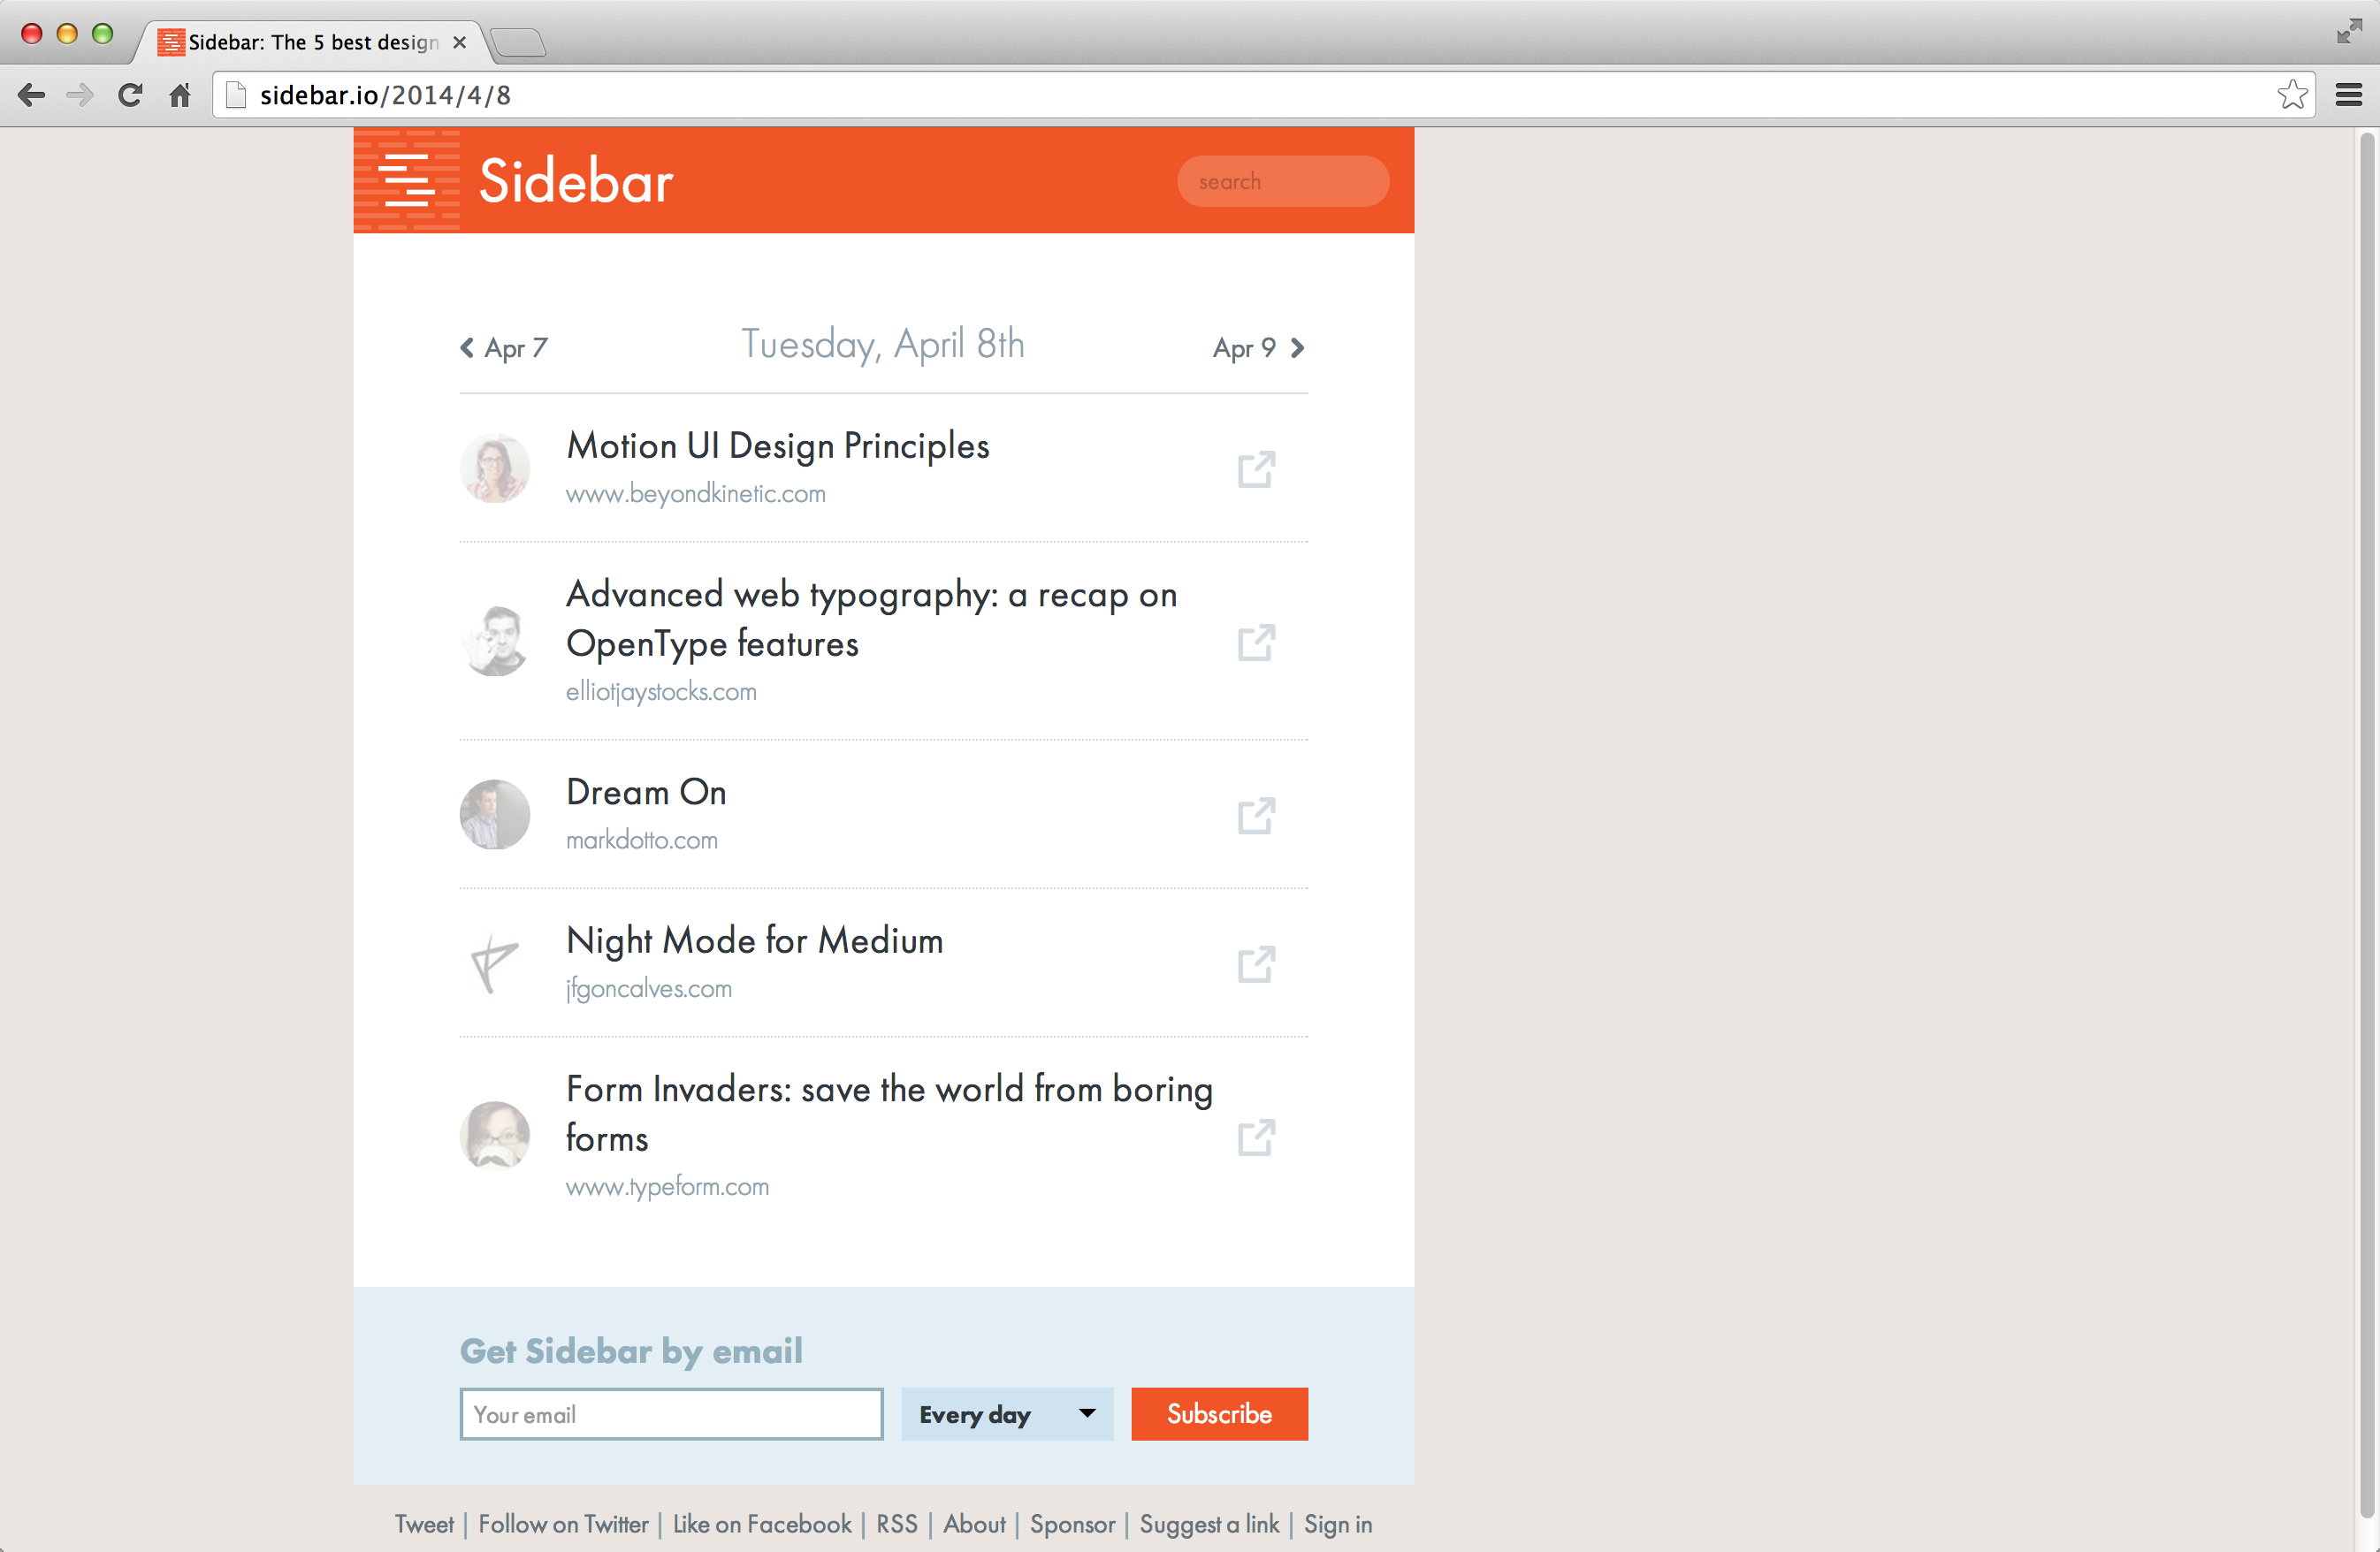 Sidebar: The 5 best design
sidebar.io/2014/4/8
Sidebar
search
Apr 7
Tuesday, April 8th
Apr 9
Motion UI Design Principles
www.beyondkinetic.com
Advanced web typography: a recap on
OpenType features
elliotjaystocks.com
Dream On
markdotto.com
Night Mode for Medium
jfgoncalves.com
Form Invaders: save the world from boring
forms
www.typeform.com
Get Sidebar by email
Your email
Every day
Subscribe
Tweet | Follow on Twitter | Like on Facebook | RSS | About | Sponsor | Suggest a link | Sign in